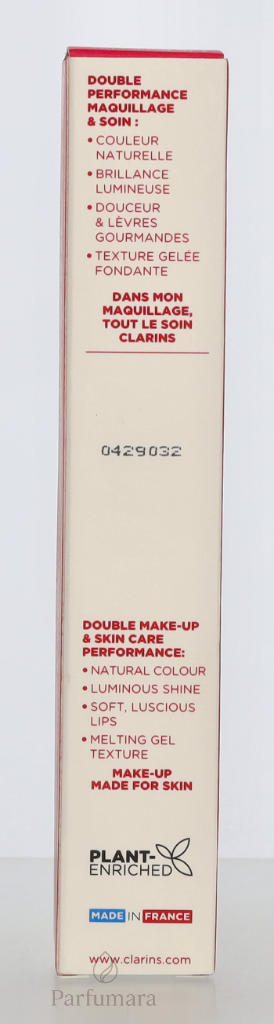 DOUBLE
PERFORMANCE
MAQUILLAGE
& SOIN :
• COULEUR
NATURELLE
• BRILLANCE
LUMINEUSE
• DOUCEUR
& LÈVRES
GOURMANDES
• TEXTURE GELÉE
FONDANTE
DANS MON
MAQUILLAGE,
TOUT LE SOIN
CLARINS
0429032
DOUBLE MAKE-UP
& SKIN CARE
PERFORMANCE:
• NATURAL COLOUR
• LUMINOUS SHINE
• SOFT, LUSCIOUS
LIPS
• MELTING GEL
TEXTURE
MAKE-UP
MADE FOR SKIN
PLANT-
ENRICHED
MADE IN FRANCE
www.clarins.com
Parfumara